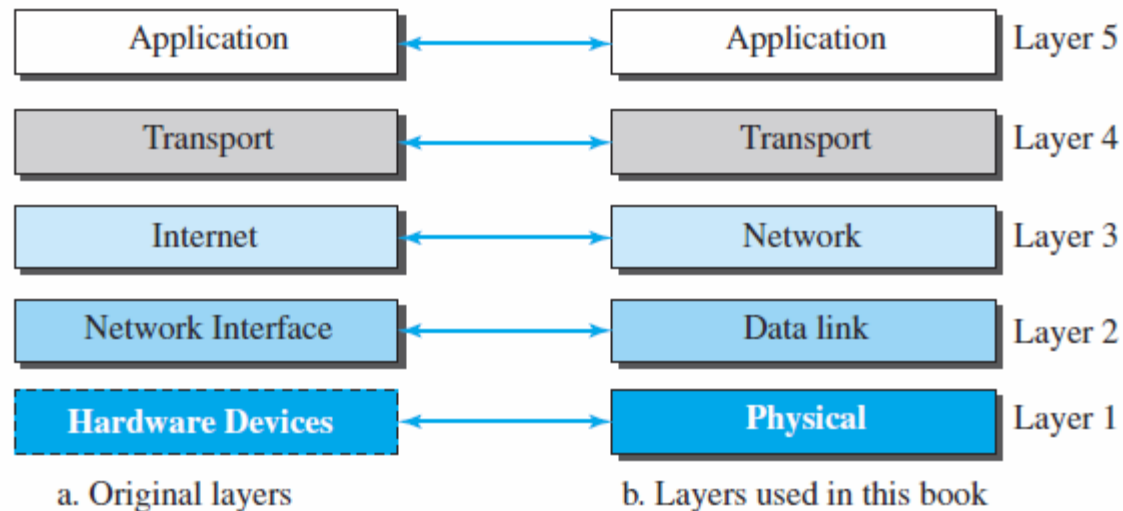 Application Application Layer 5
Transport Transport Layer 4
Internet Network Layer 3
Network Interface Data link Layer 2
Hardware Devices Physical Layer 1
a. Original layers b. Layers used in this book